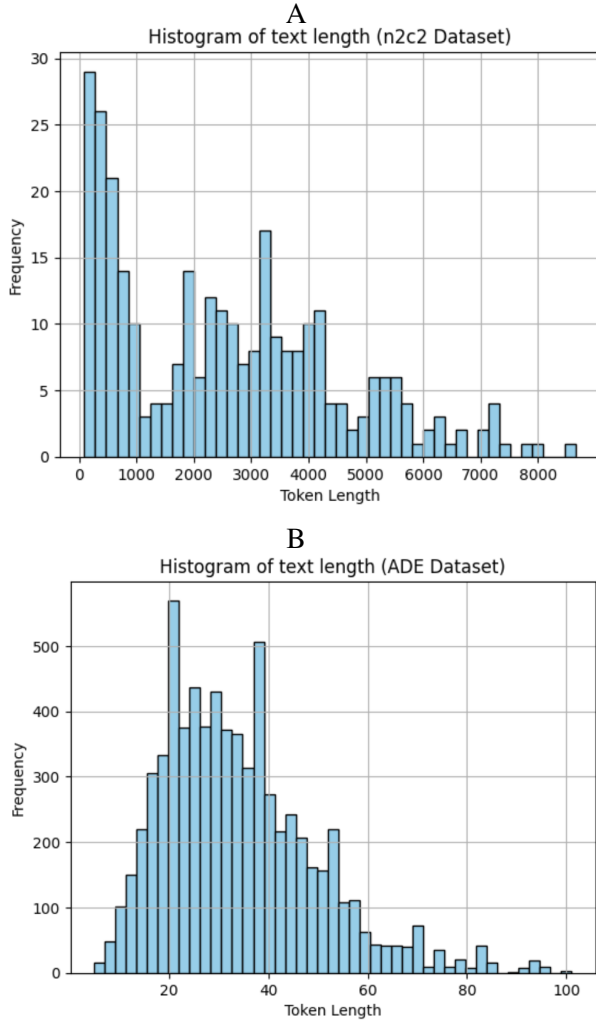 A
Histogram of text length (n2c2 Dataset)
30
25
20
15
10
5
0
Frequency
0 1000 2000 3000 4000 5000 6000 7000 8000
Token Length
B
Histogram of text length (ADE Dataset)
500
400
300
200
100
0
Frequency
20 40 60 80 100
Token Length